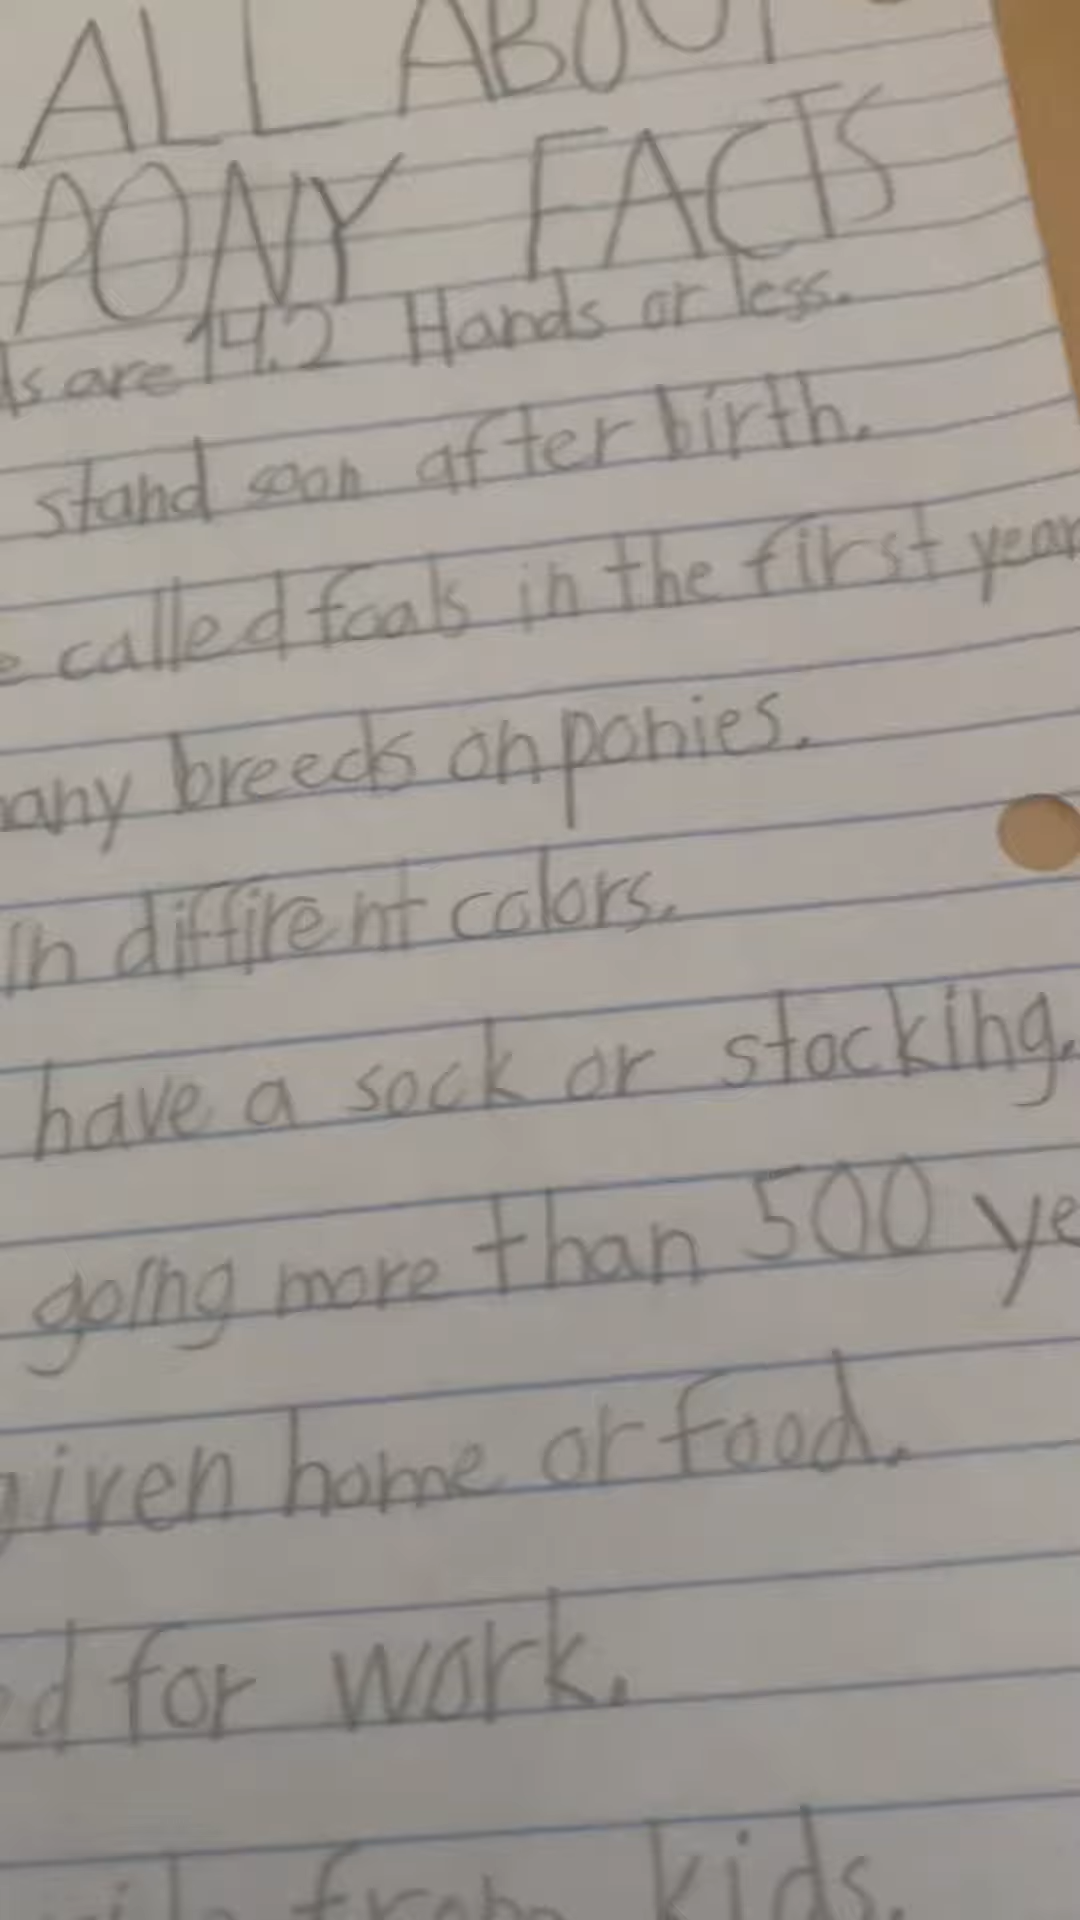 ALL ABOUT
PONY FACTS
are 14.2 Hands or less.
stand soon after birth.
called foals in the first year
breeds on ponies.
in diffirent colors.
have a sock or stocking.
going more than 500
given home or food.
for work.
from kids.